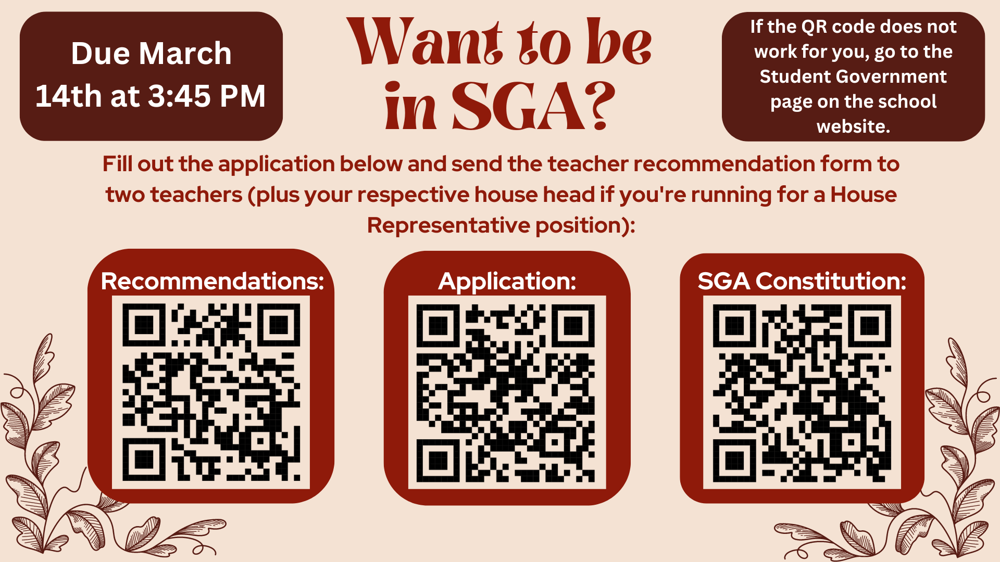 Due March
14th at 3:45 PM
Want to be
in SGA?
If the QR code does not
work for you, go to the
Student Government
page on the school
website.
Fill out the application below and send the teacher recommendation form to
two teachers (plus your respective house head if you're running for a House
Representative position):
Recommendations:
Application:
SGA Constitution: